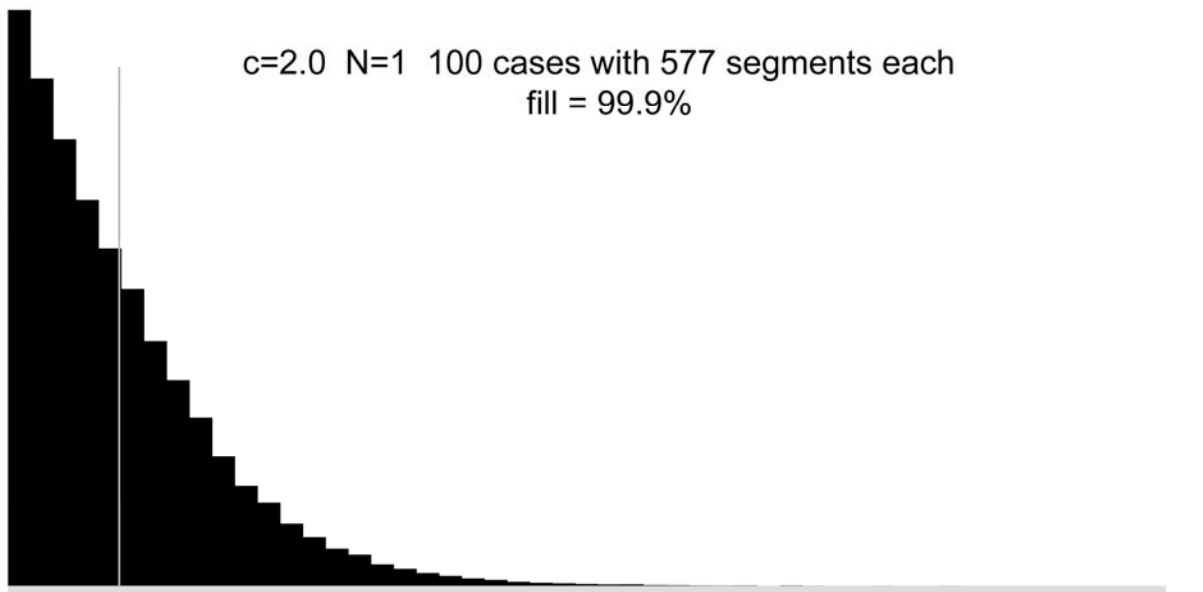 c=2.0 N=1 100 cases with 577 segments each
fill = 99.9%